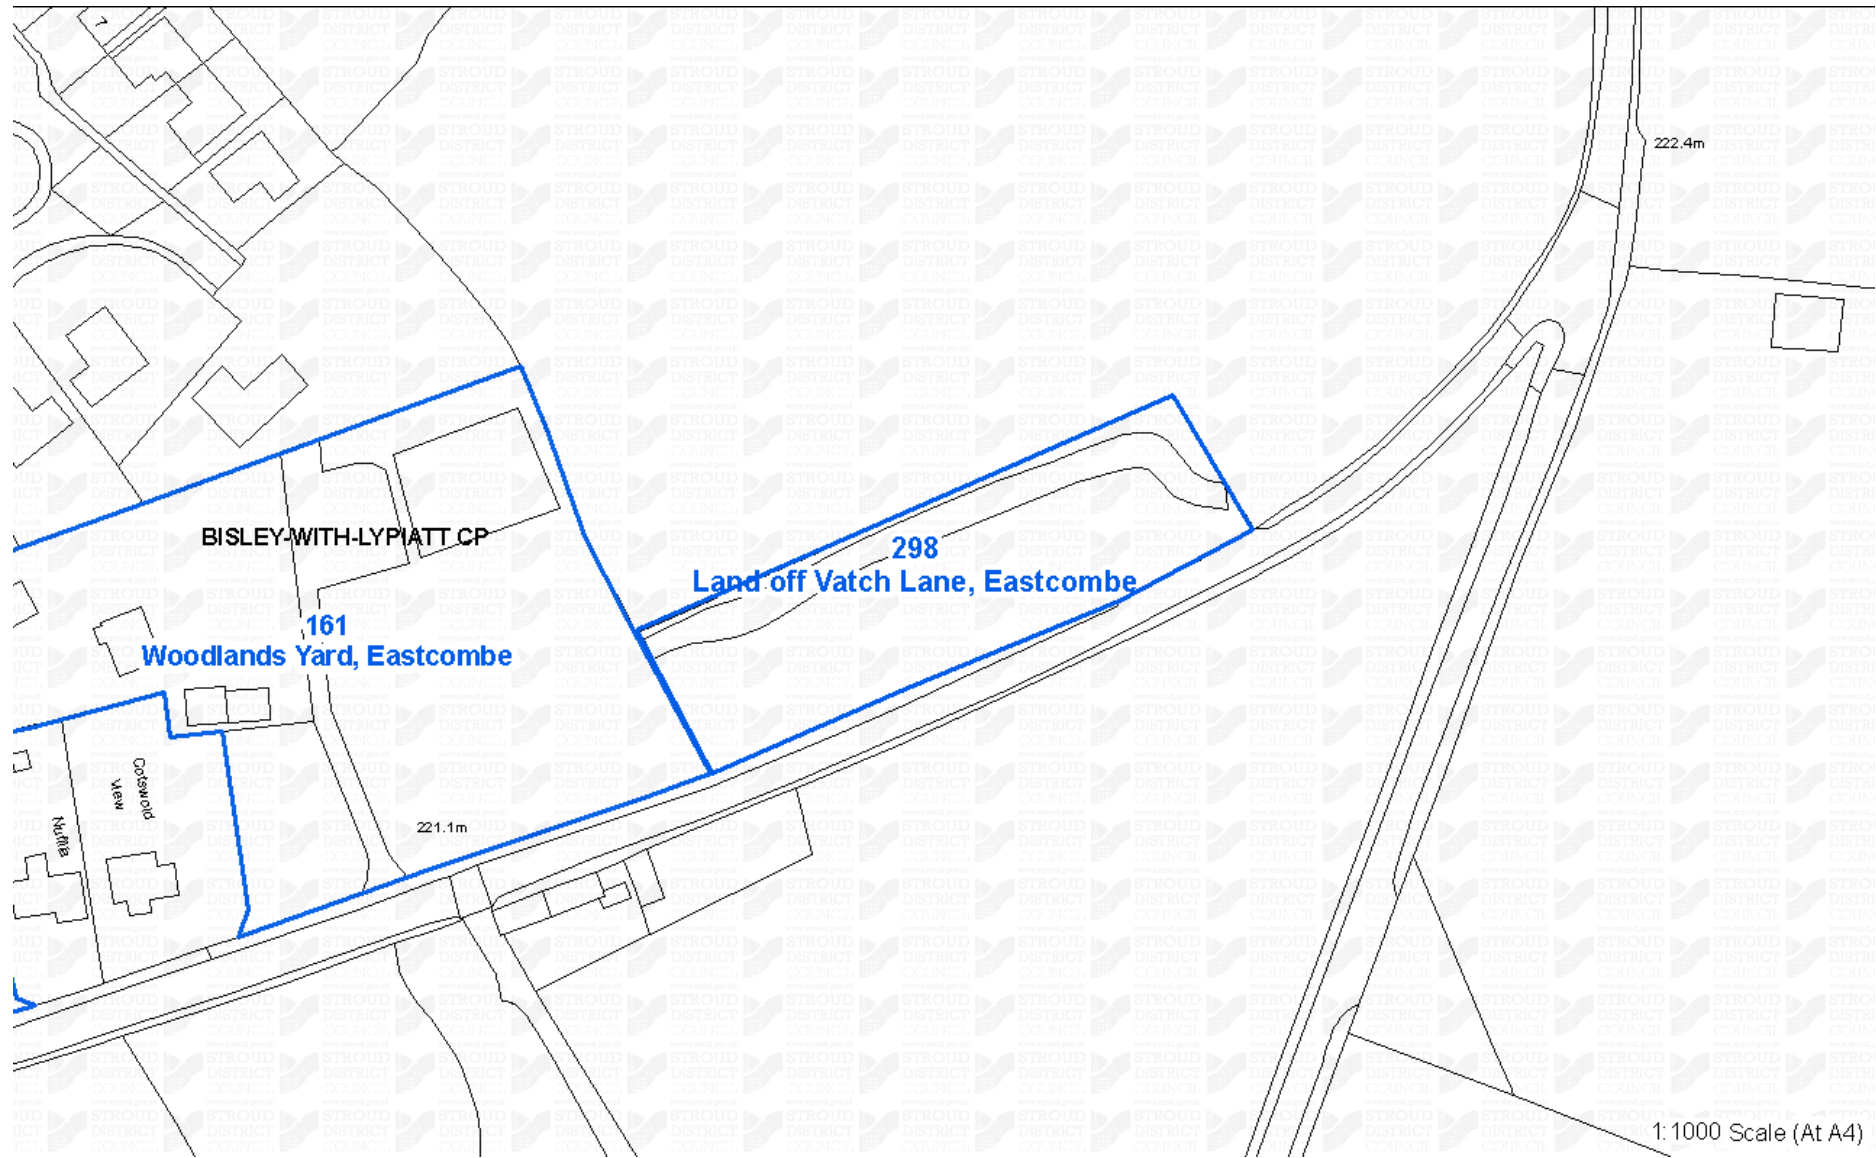 7
222.4m
BISLEY-WITH-LYPIATT CP
298
Land off Vatch Lane, Eastcombe
161
Woodlands Yard, Eastcombe
Cotswold
View
221.1m
1:1000 Scale (At A4)
STROUD
DISTRICT
COUNCIL